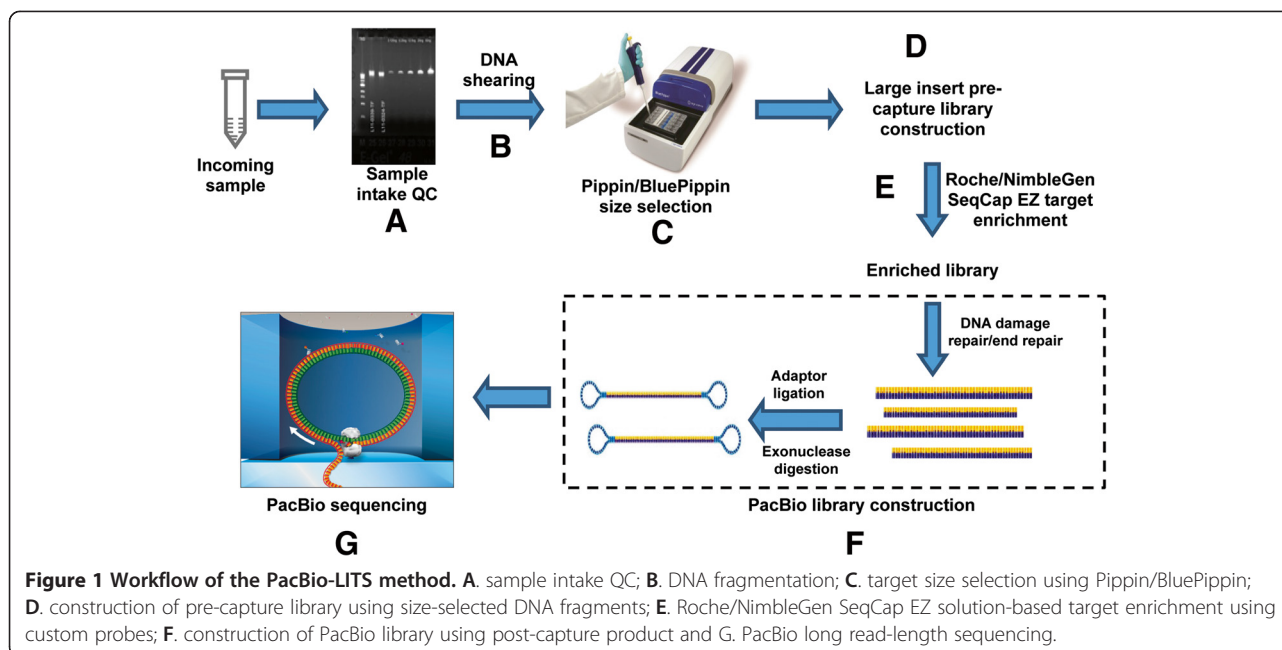 Incoming
sample
Sample
intake QC
A
DNA
shearing
B
Pippin/BluePippin
size selection
C
D
Large insert pre-
capture library
construction
E
Roche/NimbleGen
SeqCap EZ target
enrichment
Enriched library
DNA damage
repair/end repair
Adaptor
ligation
Exonuclease
digestion
PacBio library construction
F
PacBio sequencing
G
Figure 1 Workflow of the PacBio-LITS method. A. sample intake QC; B. DNA fragmentation; C. target size selection using Pippin/BluePippin;
D. construction of pre-capture library using size-selected DNA fragments; E. Roche/NimbleGen SeqCap EZ solution-based target enrichment using
custom probes; F. construction of PacBio library using post-capture product and G. PacBio long read-length sequencing.